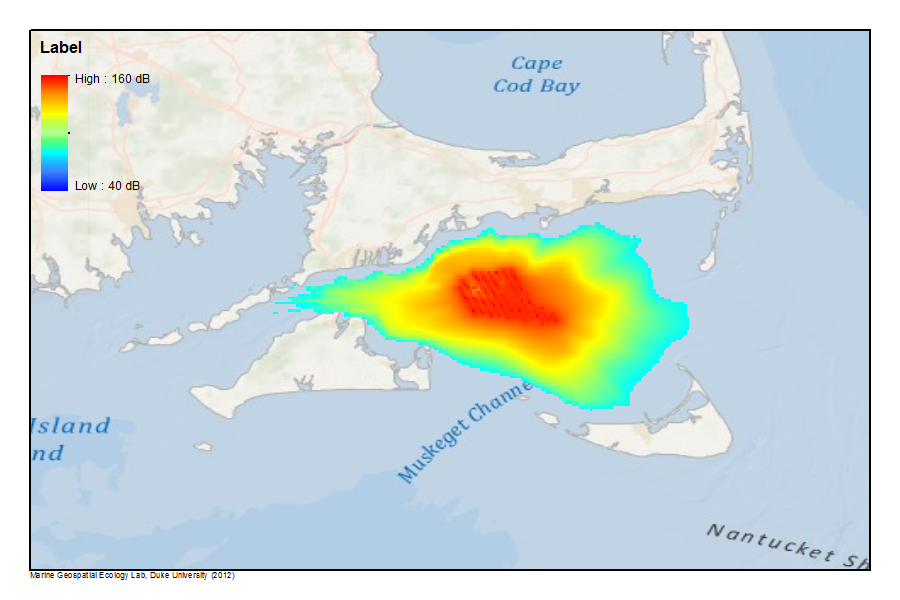 Label
High : 160 dB
Low : 40 dB
Cape
Cod Bay
Island
nd
Muskeget Channe
Nantucket Sh
Marine Geospatial Ecology Lab, Duke University (2012)